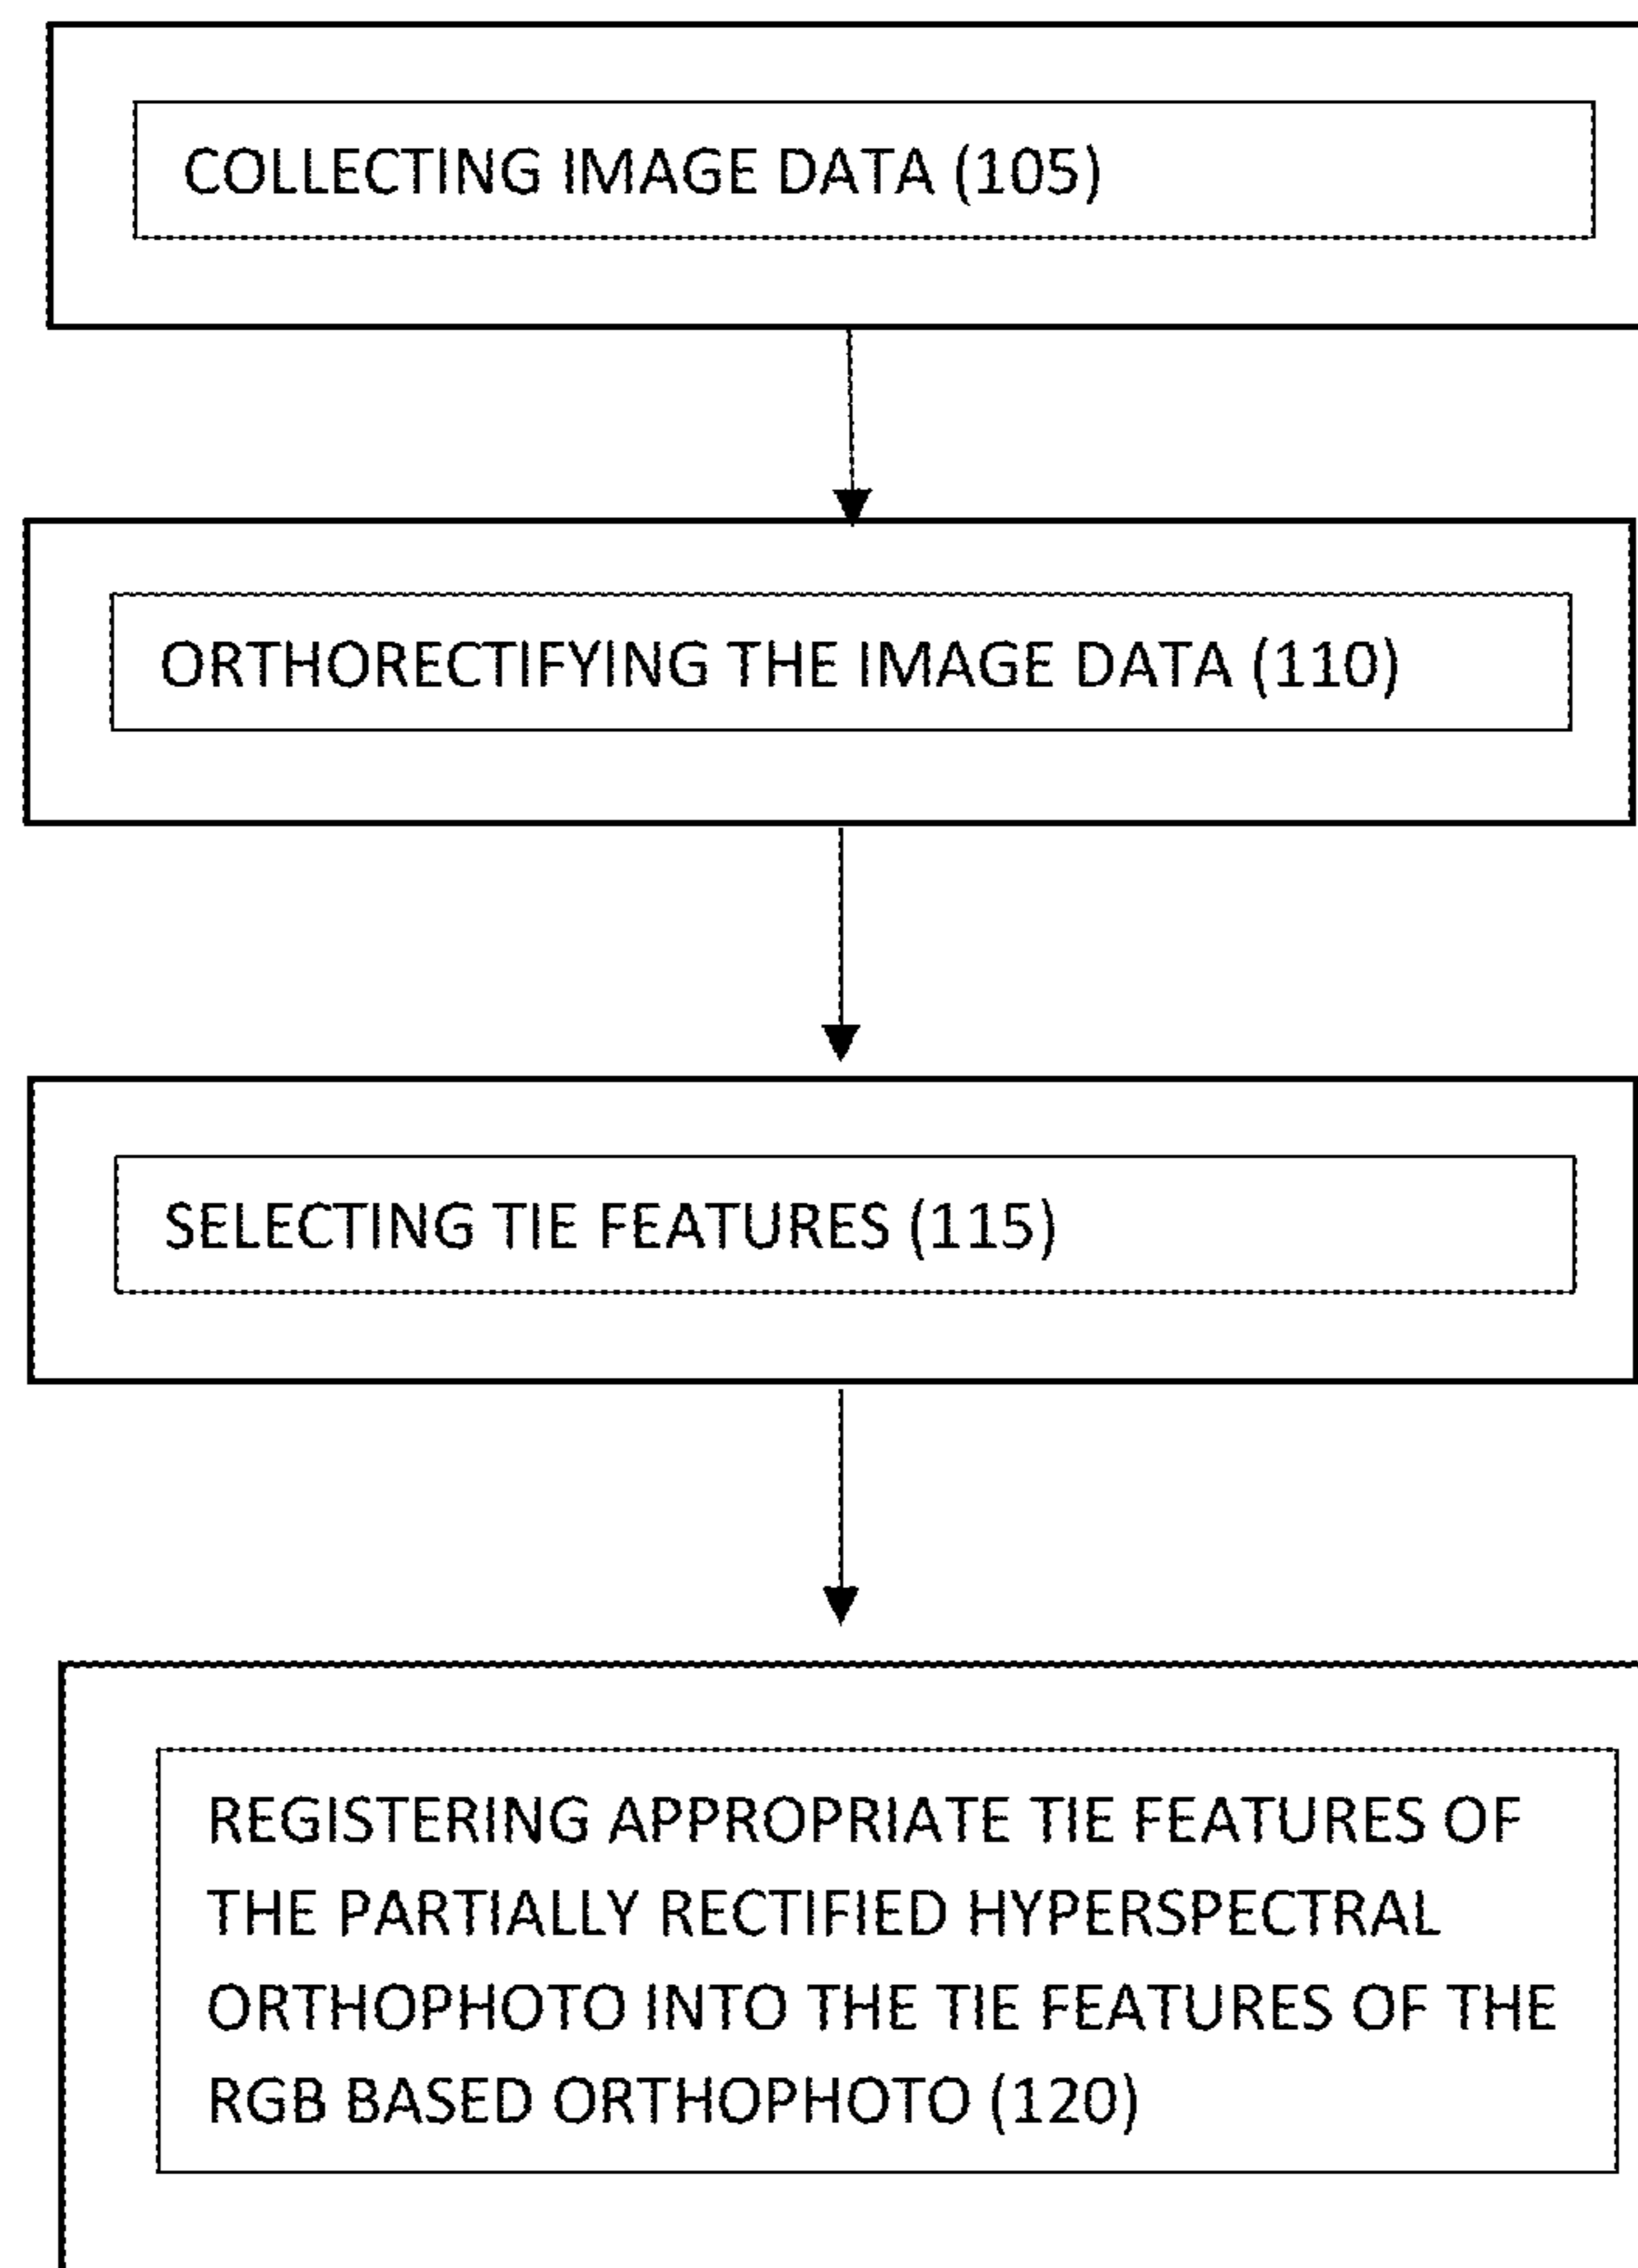 COLLECTING IMAGE DATA (105)
ORTHORECTIFYING THE IMAGE DATA (110)
SELECTING TIE FEATURES (115)
REGISTERING APPROPRIATE TIE FEATURES OF
THE PARTIALLY RECTIFIED HYPERSPECTRAL
ORTHOPHOTO INTO THE TIE FEATURES OF THE
RGB BASED ORTHOPHOTO (120)